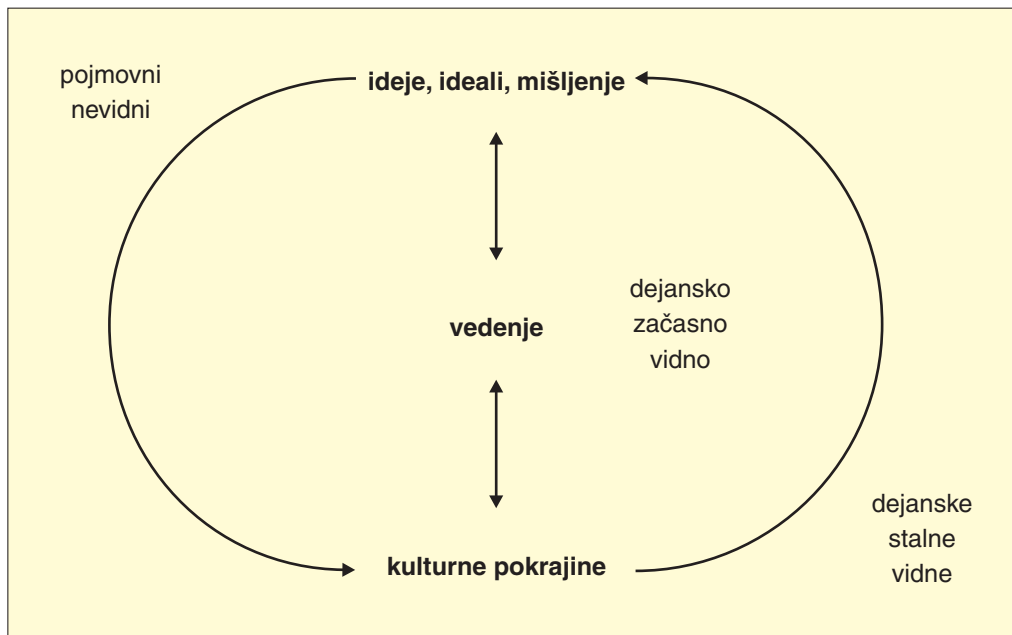 pojmovni
nevidni
ideje, ideali, mišljenje
dejansko
začasno
vidno
vedenje
dejanske
stalne
vidne
kulturne pokrajine